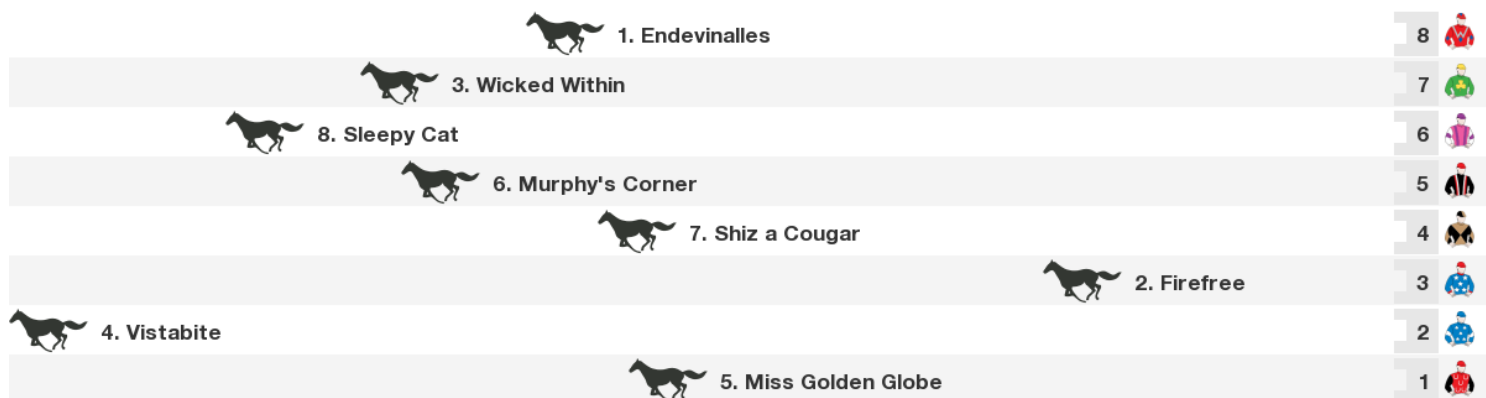 1. Endevinalles 8
3. Wicked Within 7
8. Sleepy Cat 6
6. Murphy's Corner 5
7. Shiz a Cougar 4
2. Firefree 3
4. Vistabite 2
5. Miss Golden Globe 1